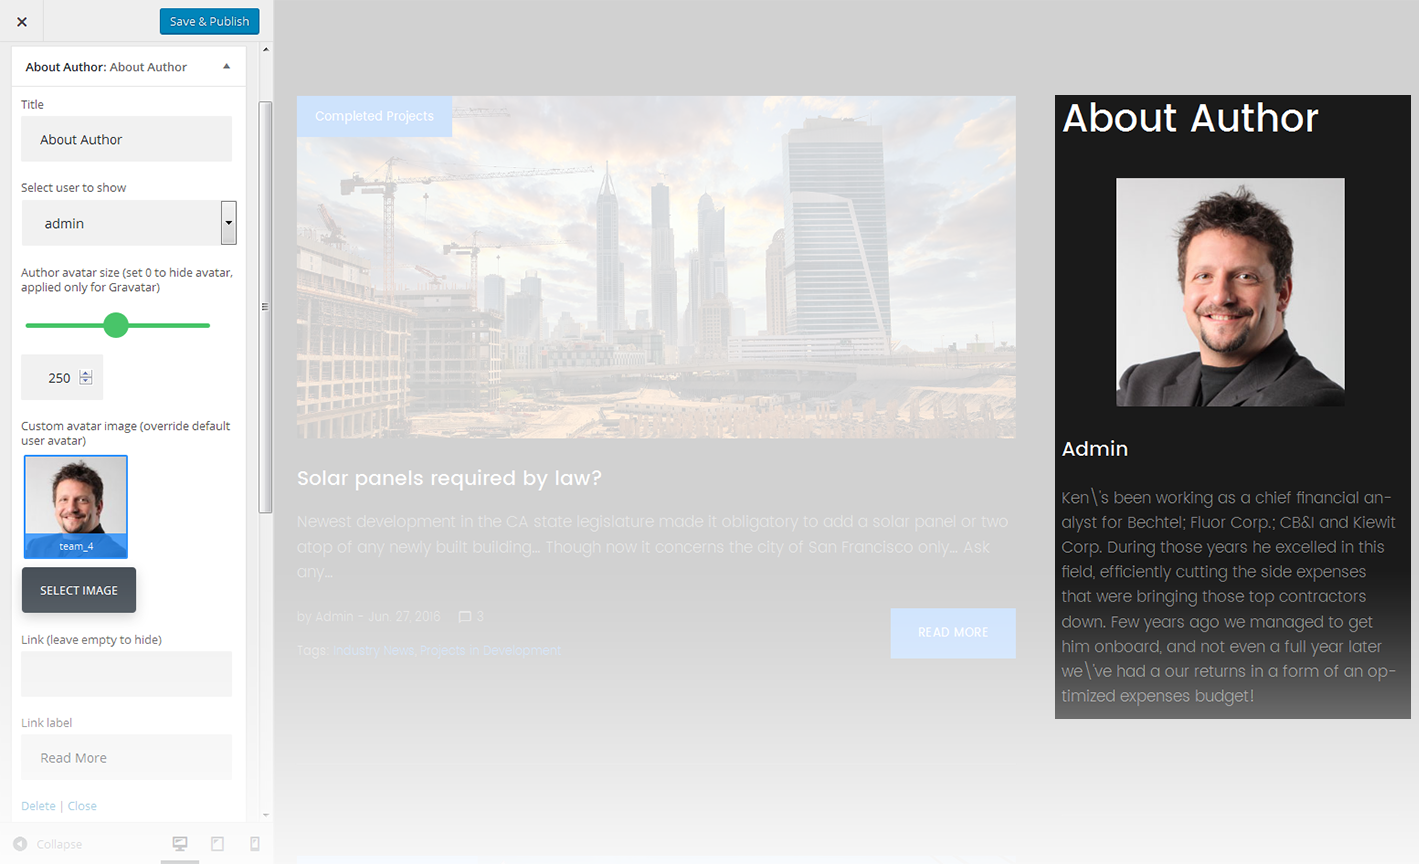 Save & Publish
About Author: About Author
Title
About Author
Select user to show
admin
Author avatar size (set 0 to hide avatar,
applied only for Gravatar)
250
Custom avatar image (override default
user avatar)
team_4
SELECT IMAGE
Link (leave empty to hide)
Link label
Read More
Delete | Close
Collapse
Completed Projects
Solar panels required by law?
Newest development in the CA state legislature made it obligatory to add a solar panel or two
atop of any newly built building... Though now it concerns the city of San Francisco only... Ask
any...
by Admin - Jun, 27, 2016 3
READ MORE
Tags: Industry News, Projects in Development
About Author
Admin
Ken\'s been working as a chief financial an-
alyst for Bechtel; Fluor Corp.; CB&I and Kiewit
Corp. During those years he excelled in this
field, efficiently cutting the side expenses
that were bringing those top contractors
down. Few years ago we managed to get
him onboard, and not even a full year later
we\'ve had a our returns in a form of an op-
timized expenses budget!